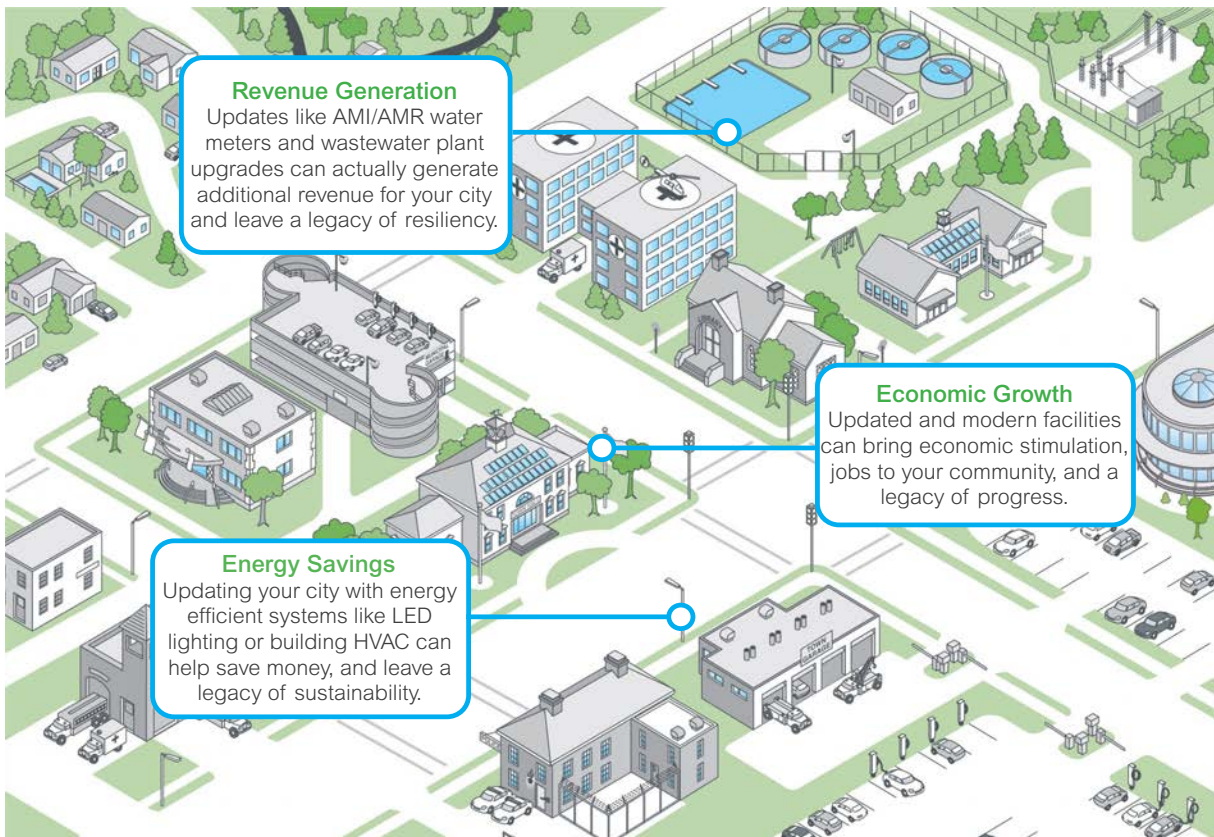 Revenue Generation
Updates like AMI/AMR water
meters and wastewater plant
upgrades can actually generate
additional revenue for your city
and leave a legacy of resiliency.
LIBRARY
Economic Growth
Updated and modern facilities
can bring economic stimulation,
jobs to your community, and a
legacy of progress.
Energy Savings
Updating your city with energy
efficient systems like LED
lighting or building HVAC can
help save money, and leave a
legacy of sustainability.
TOWN
GARAGE